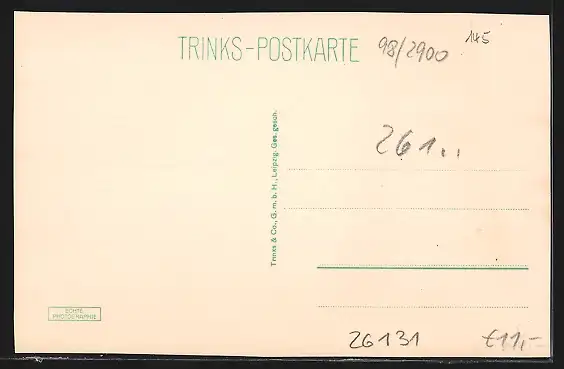 TRINKS-POSTKARTE
98/2900
145
261..
Trinks & Co., G. m. b. H., Leipzig. Ges. gesch.
ECHTE
PHOTOGRAPHIE
26131
€11,-